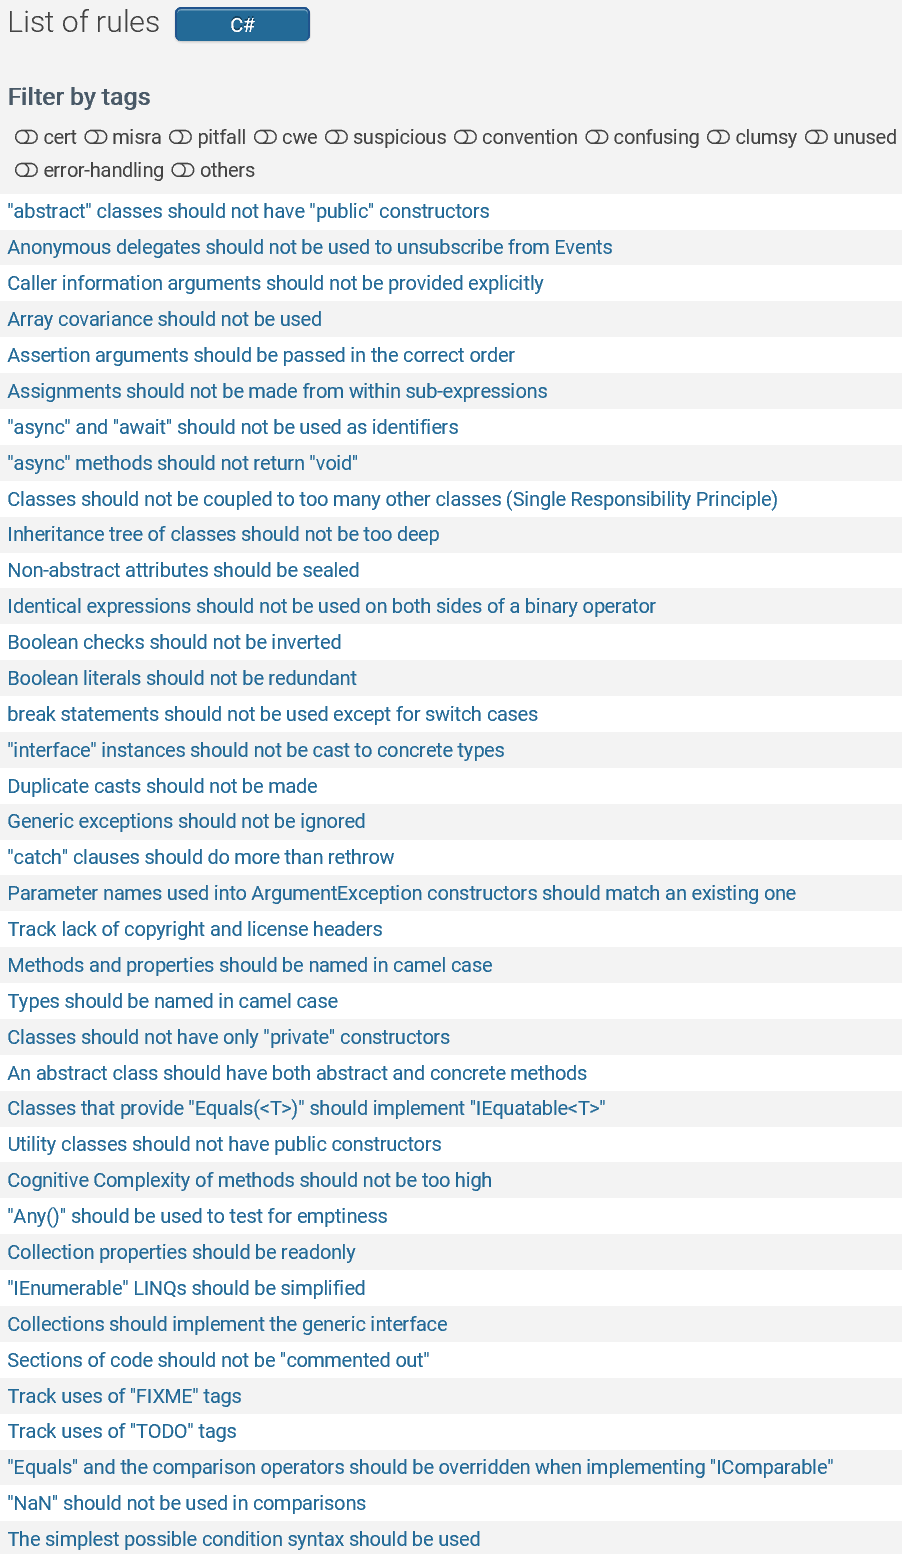 List of rules C#
Filter by tags
cert misra pitfall cwe suspicious convention confusing clumsy unused
error-handling others
"abstract" classes should not have "public" constructors
Anonymous delegates should not be used to unsubscribe from Events
Caller information arguments should not be provided explicitly
Array covariance should not be used
Assertion arguments should be passed in the correct order
Assignments should not be made from within sub-expressions
"async" and "await" should not be used as identifiers
"async" methods should not return "void"
Classes should not be coupled to too many other classes (Single Responsibility Principle)
Inheritance tree of classes should not be too deep
Non-abstract attributes should be sealed
Identical expressions should not be used on both sides of a binary operator
Boolean checks should not be inverted
Boolean literals should not be redundant
break statements should not be used except for switch cases
"interface" instances should not be cast to concrete types
Duplicate casts should not be made
Generic exceptions should not be ignored
"catch" clauses should do more than rethrow
Parameter names used into ArgumentException constructors should match an existing one
Track lack of copyright and license headers
Methods and properties should be named in camel case
Types should be named in camel case
Classes should not have only "private" constructors
An abstract class should have both abstract and concrete methods
Classes that provide "Equals(<T>)" should implement "IEquatable<T>"
Utility classes should not have public constructors
Cognitive Complexity of methods should not be too high
"Any()" should be used to test for emptiness
Collection properties should be readonly
"IEnumerable" LINQs should be simplified
Collections should implement the generic interface
Sections of code should not be "commented out"
Track uses of "FIXME" tags
Track uses of "TODO" tags
"Equals" and the comparison operators should be overridden when implementing "IComparable"
"NaN" should not be used in comparisons
The simplest possible condition syntax should be used